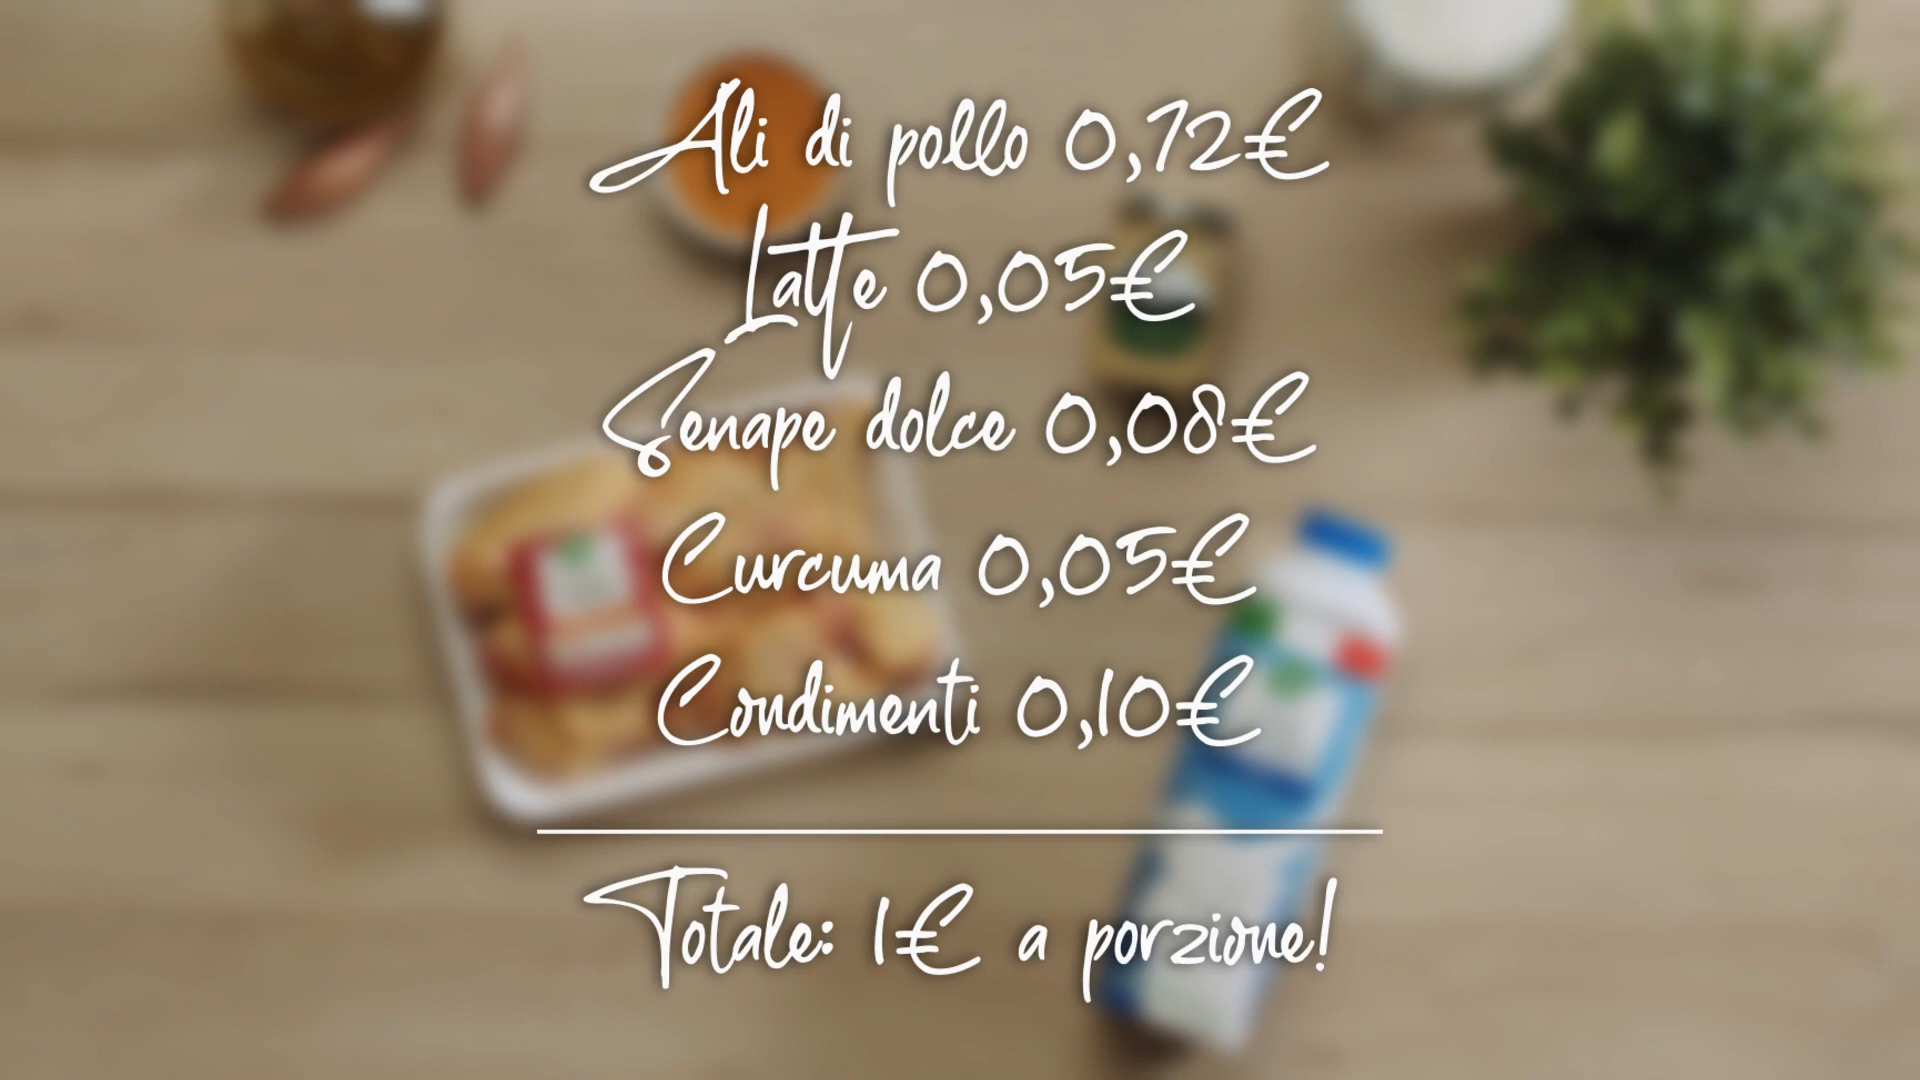 Ali di pollo 0,72€
Latte 0,05€
Senape dolce 0,08€
Curcuma 0,05€
Condimenti 0,10€
Totale: 1€ a porzione!